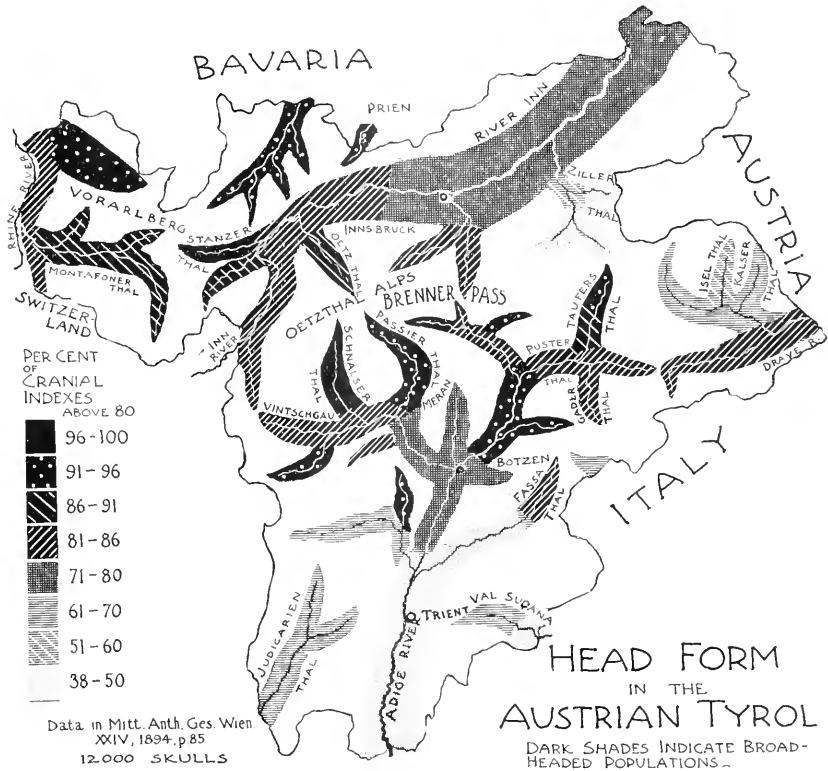 BAVARIA
PRIEN
RIVER INN
AUSTRIA
RHINE RIVER
VORARLBERG
ZILLER
THAL
STANZER
THAL
INNSBRUCK
OETZ THAL
MONTAFONER
THAL
ISEL THAL
KALSER
THAL
OETZTHAL ALPS
BRENNER PASS
TAUFERS
THAL
SWITZER-
LAND
INN
RIVER
SCHNALSER
THAL
PASSIER
THAL
MERAN
PUSTER
THAL
GADER
THAL
DRAVE R.
VINTSCHGAU
BOTZEN
FASSA
THAL
ITALY
PER CENT
OF
CRANIAL
INDEXES
ABOVE 80
96-100
91-96
86-91
81-86
71-80
61-70
51-60
38-50
JUDICARIEN
THAL
ADIGE RIVER
TRIENT
VAL SUGANA
HEAD FORM
IN THE
AUSTRIAN TYROL
DARK SHADES INDICATE BROAD-
HEADED POPULATIONS
Data in Mitt. Anth. Ges. Wien
XXIV, 1894, p.85
12000 SKULLS